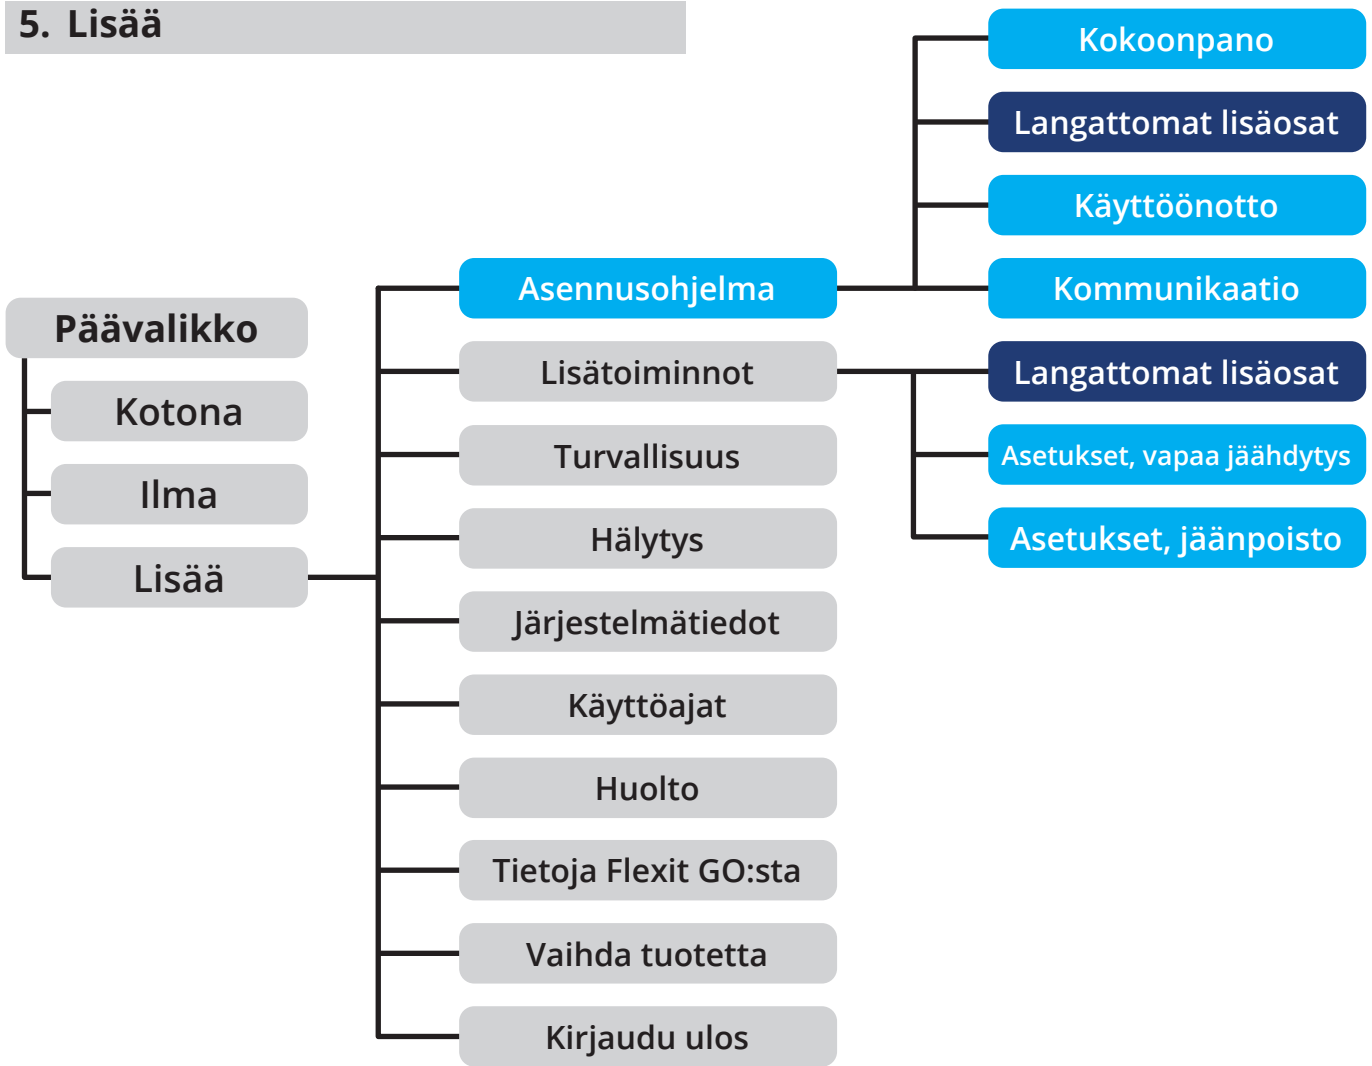 5. Lisää
Päävalikko
Kotona
Ilma
Lisää
Asennusohjelma
Lisätoiminnot
Turvallisuus
Hälytys
Järjestelmätiedot
Käyttöajat
Huolto
Tietoja Flexit GO:sta
Vaihda tuotetta
Kirjaudu ulos
Kokoonpano
Langattomat lisäosat
Käyttöönotto
Kommunikaatio
Langattomat lisäosat
Asetukset, vapaa jäähdytys
Asetukset, jäänpoisto